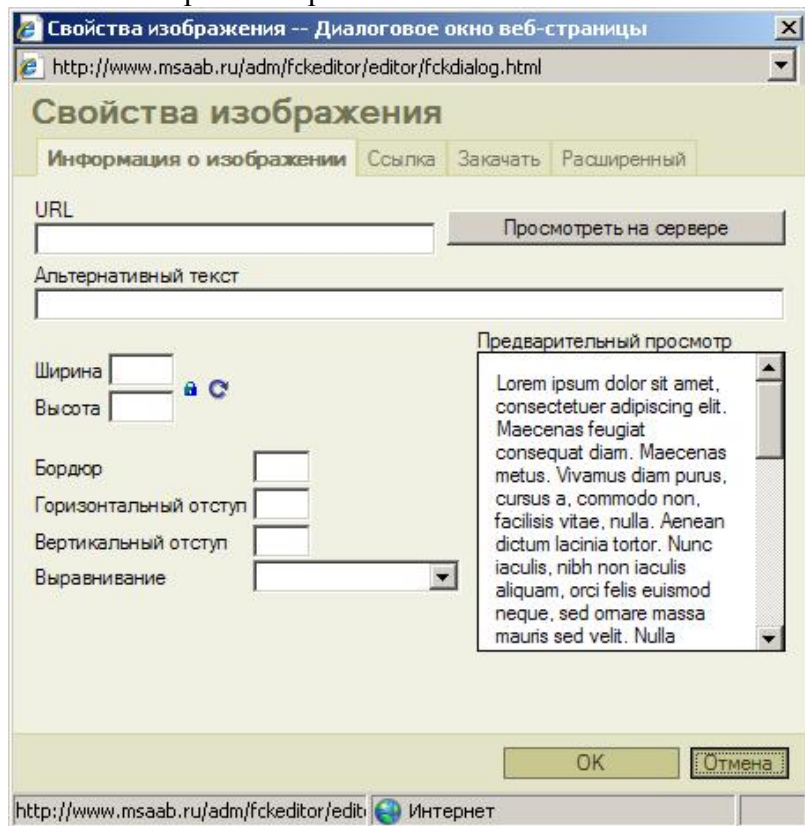 Свойства изображения -- Диалоговое окно веб-страницы
http://www.msaab.ru/adm/fckeditor/editor/fckdialog.html
Свойства изображения
Информация о изображении Ссылка Закачать Расширенный
URL
Просмотреть на сервере
Альтернативный текст
Предварительный просмотр
Ширина
Высота
Бордюр
Горизонтальный отступ
Вертикальный отступ
Выравнивание
Lorem ipsum dolor sit amet,
consectetuer adipiscing elit.
Maecenas feugiat
consequat diam. Maecenas
metus. Vivamus diam purus,
cursus a, commodo non,
facilisis vitae, nulla. Aenean
dictum lacinia tortor. Nunc
iaculis, nibh non iaculis
aliquam, orci felis euismod
neque, sed ornare massa
mauris sed velit. Nulla
OK Отмена
http://www.msaab.ru/adm/fckeditor/edit Интернет